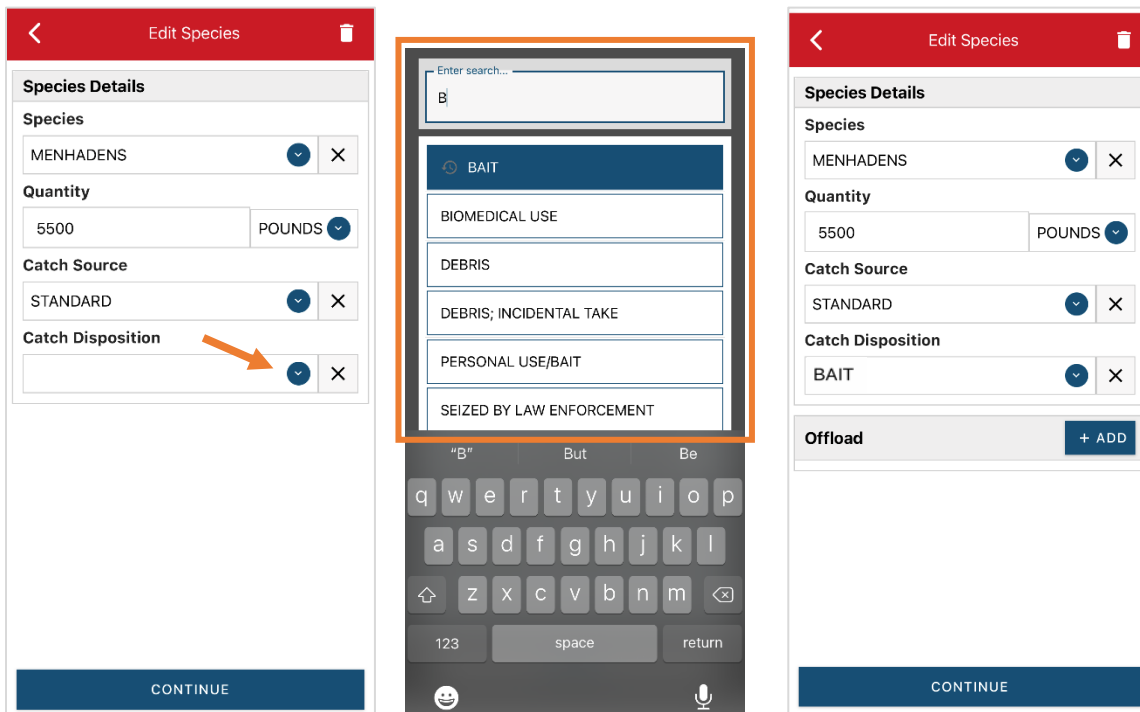 Edit Species
Species Details
Species
MENHADENS
Quantity
5500 POUNDS
Catch Source
STANDARD
Catch Disposition
CONTINUE
Enter search...
B
BAIT
BIOMEDICAL USE
DEBRIS
DEBRIS; INCIDENTAL TAKE
PERSONAL USE/BAIT
SEIZED BY LAW ENFORCEMENT
"B" But Be
q w e r t y u i o p
a s d f g h j k l
z x c v b n m
123 space return
Edit Species
Species Details
Species
MENHADENS
Quantity
5500 POUNDS
Catch Source
STANDARD
Catch Disposition
BAIT
Offload + ADD
CONTINUE